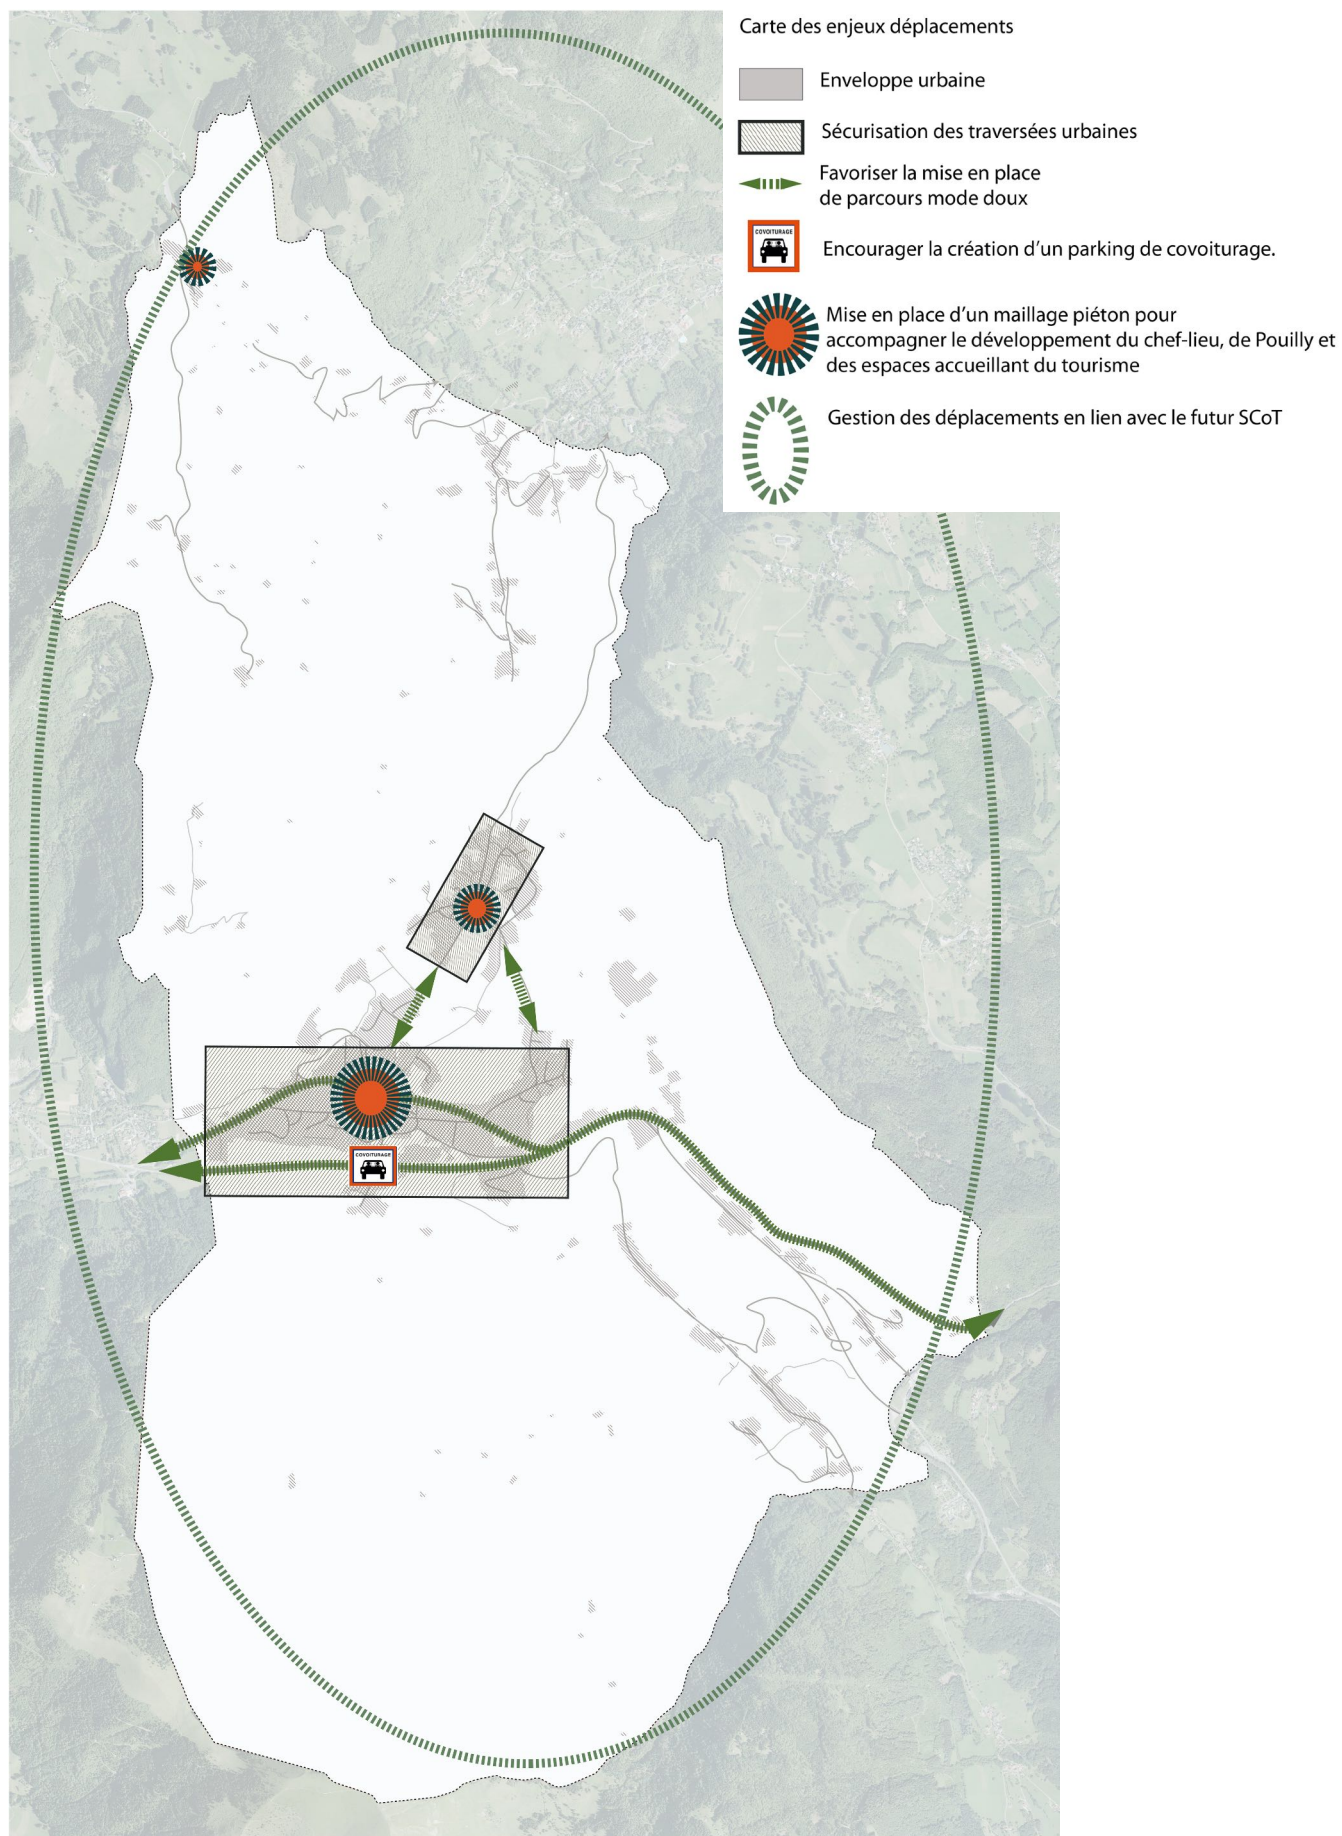 Carte des enjeux déplacements
Enveloppe urbaine
Sécurisation des traversées urbaines
Favoriser la mise en place
de parcours mode doux
COVOITURAGE
Encourager la création d'un parking de covoiturage.
Mise en place d'un maillage piéton pour
accompagner le développement du chef-lieu, de Pouilly et
des espaces accueillant du tourisme
Gestion des déplacements en lien avec le futur SCoT
COVOITURAGE